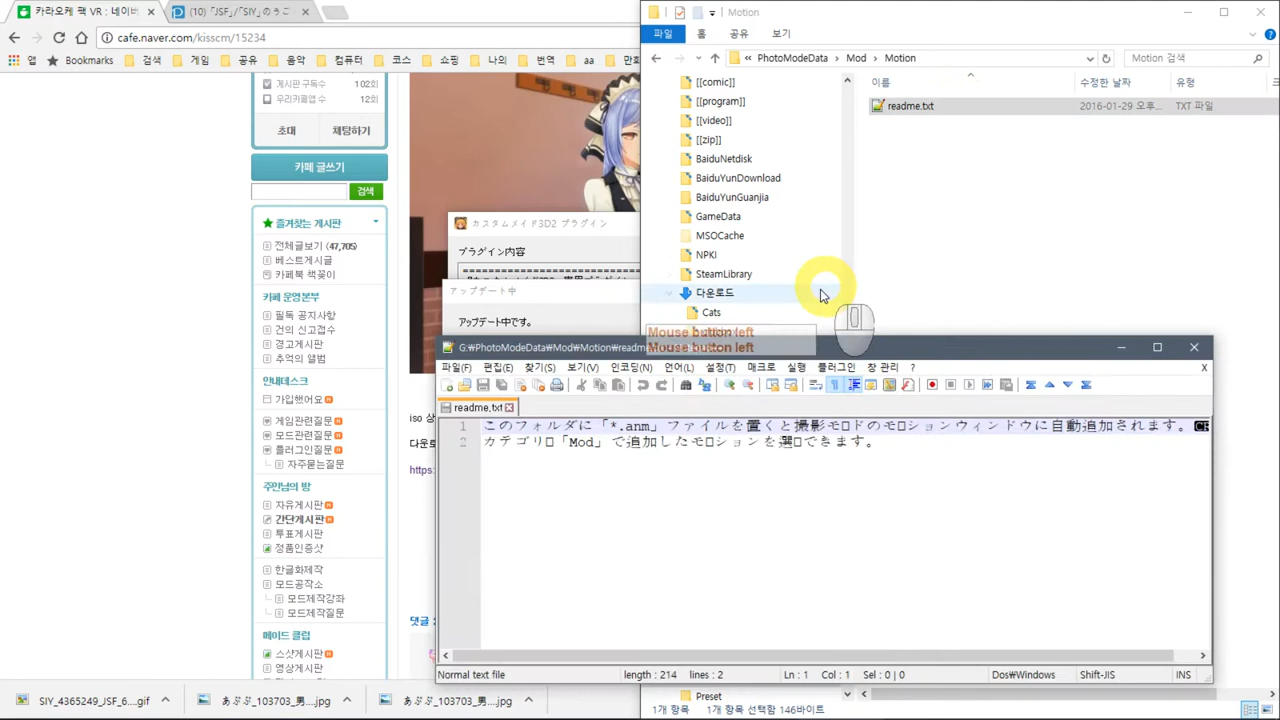 카라오케 팩 VR : 네이버
(10) 「JSF」/「SIY」のうご
cafe.naver.com/kisscm/15234
앱
Bookmarks
검색
게임
공유
음악
컴퓨터
코스
쇼핑
나의
번역
aa
만화
게시판 구독수 102회
우리카페앱 수 12회
초대
채팅하기
카페 글쓰기
검색
즐겨찾는 게시판
전체글보기 (47,705)
베스트게시글
카페북 책꽂이
카페 운영본부
필독 공지사항
건의 신고접수
경고게시판
추억의 앨범
안내데스크
가입했어요
게임관련질문
모드관련질문
플러그인질문
자주묻는질문
주인님의 방
자유게시판
간단게시판
투표게시판
정품인증샷
한글화제작
모드공작소
모드제작강좌
모드제작질문
메이드 클럽
스샷게시판
영상게시판
カスタムメイド3D2 プラグイン
プラグイン内容
アップデート中
アップデート中です。
iso 상
다운로
https:
댓글
Motion
파일
홈
공유
보기
PhotoModeData
Mod
Motion
Motion 검색
이름
수정한 날짜
유형
readme.txt
2016-01-29 오후...
TXT 파일
[[comic]]
[[program]]
[[video]]
[[zip]]
BaiduNetdisk
BaiduYunDownload
BaiduYunGuanjia
GameData
MSOCache
NPKI
SteamLibrary
다운로드
Cats
Mouse button left
Mouse button left
G:₩PhotoModeData₩Mod₩Motion₩readm
파일(F)
편집(E)
찾기(S)
보기(V)
인코딩(N)
언어(L)
설정(T)
매크로
실행
플러그인
창 관리
?
X
readme.txt
1 このフォルダに「*.anm」ファイルを置くと撮影モ□ドのモ□ションウィンドウに自動追加されます。
2 カテゴリ□「Mod」で追加したモ□ションを選□できます。
Normal text file
length : 214
lines : 2
Ln : 1
Col : 1
Sel : 0 | 0
Dos₩Windows
Shift-JIS
INS
Preset
1개 항목
1개 항목 선택함 146바이트
SIY_4365249_JSF_6....gif
あぷぷ_103703_男....jpg
あぷぷ_103703_男....jpg